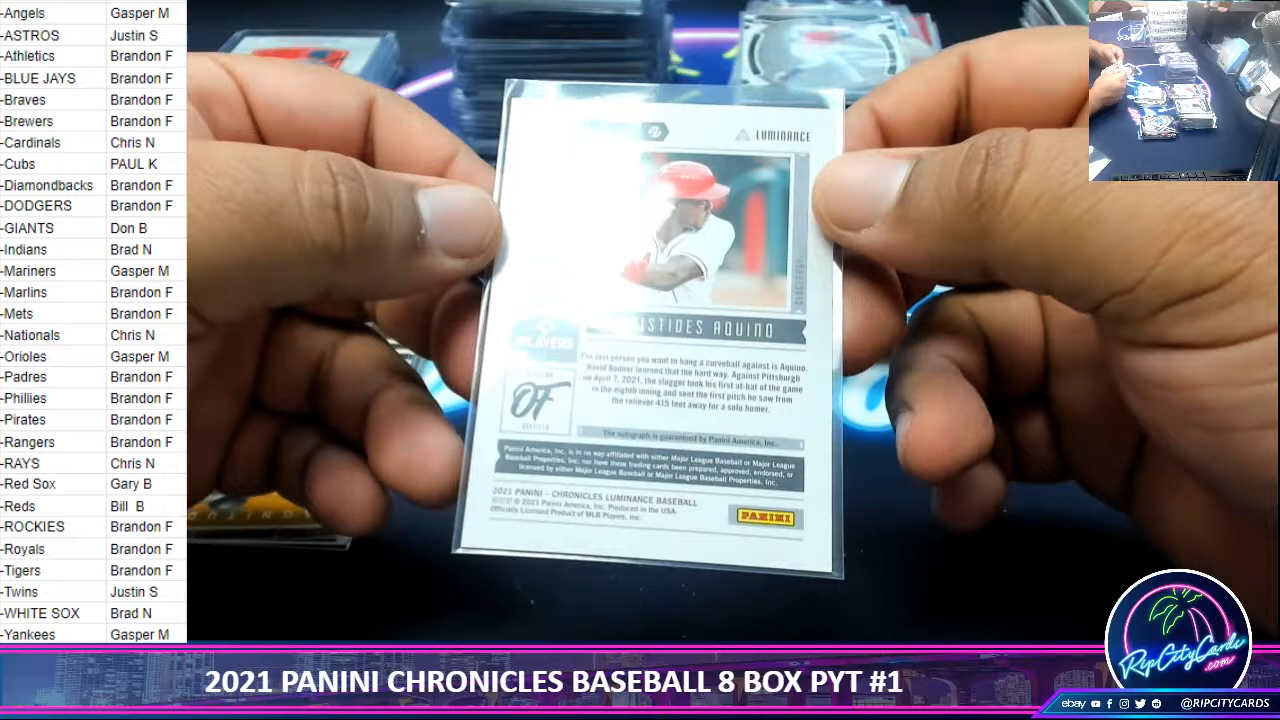 -Angels Gasper M
-ASTROS Justin S
-Athletics Brandon F
-BLUE JAYS Brandon F
-Braves Brandon F
-Brewers Brandon F
-Cardinals Chris N
-Cubs PAUL K
-Diamondbacks Brandon F
-DODGERS Brandon F
-GIANTS Don B
-Indians Brad N
-Mariners Gasper M
-Marlins Brandon F
-Mets Brandon F
-Nationals Chris N
-Orioles Gasper M
-Padres Brandon F
-Phillies Brandon F
-Pirates Brandon F
-Rangers Brandon F
-RAYS Chris N
-Red Sox Gary B
-Reds Bill B
-ROCKIES Brandon F
-Royals Brandon F
-Tigers Brandon F
-Twins Justin S
-WHITE SOX Brad N
-Yankees Gasper M
LUMINANCE
AQUINO
PLAYERS
OF
The last person you want to hang a curveball against is Aquino.
David Bednar learned that the hard way. Against Pittsburgh
on April 7, 2021, the slugger took his first at-bat of the game
in the eighth inning and sent the first pitch he saw from
the reliever 415 feet away for a solo homer.
The autograph is guaranteed by Panini America, Inc.
Panini America, Inc. is in no way affiliated with either Major League Baseball or Major League
Baseball Properties, Inc. nor have these trading cards been prepared, approved, endorsed, or
licensed by either Major League Baseball or Major League Baseball Properties, Inc.
2021 PANINI - CHRONICLES LUMINANCE BASEBALL
© 2021 Panini America, Inc. Produced in the USA.
Officially Licensed Product of MLB Players, Inc.
PANINI
RipCityCards
.com
2021 PANINI CHRONICLES BASEBALL 8 BOX PYT #1
ebay @RIPCITYCARDS